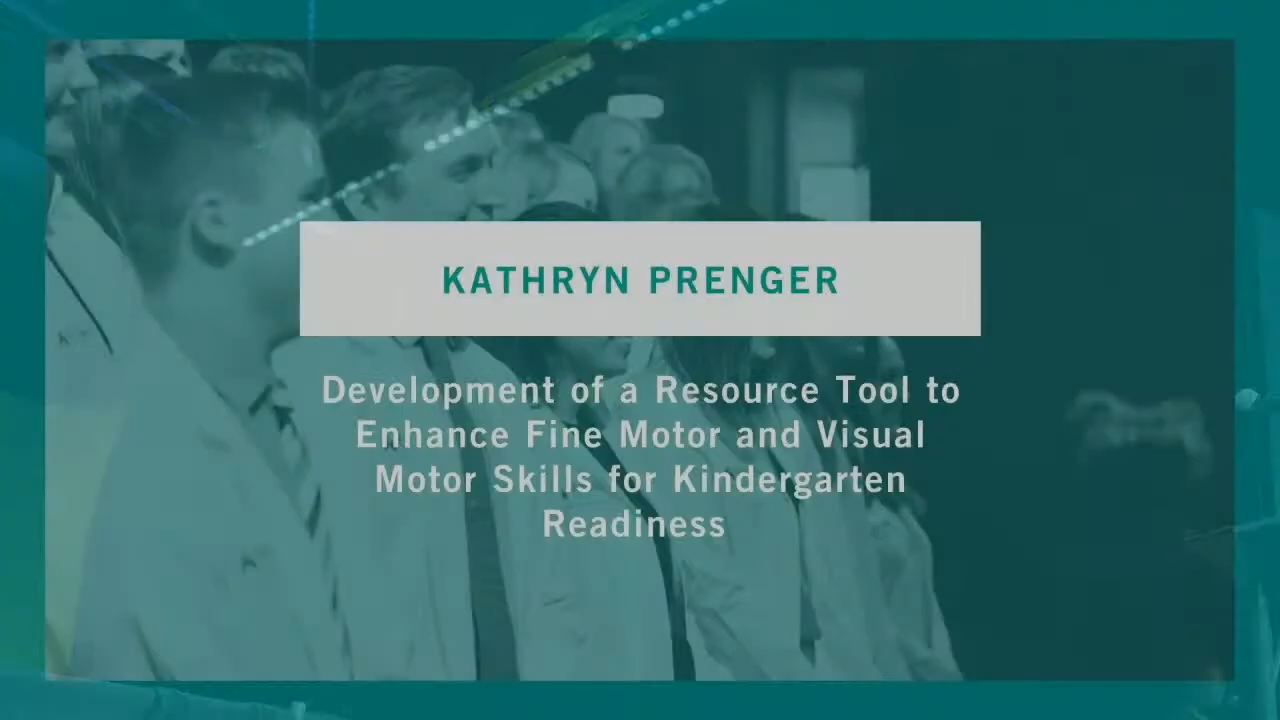 KATHRYN PRENGER
Development of a Resource Tool to
Enhance Fine Motor and Visual
Motor Skills for Kindergarten
Readiness